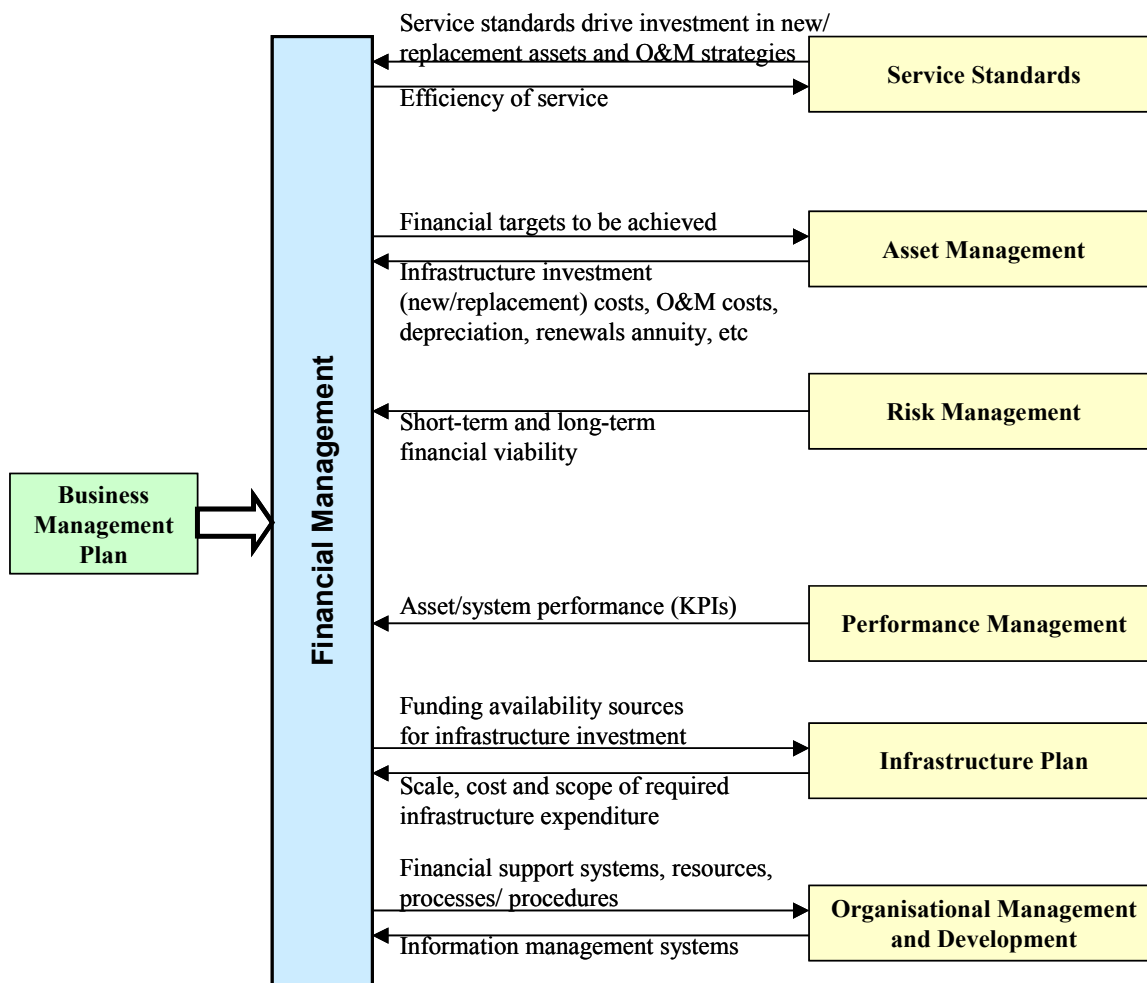 Service standards drive investment in new/
replacement assets and O&M strategies
Service Standards
Efficiency of service
Financial targets to be achieved
Asset Management
Infrastructure investment
(new/replacement) costs, O&M costs,
depreciation, renewals annuity, etc
Risk Management
Short-term and long-term
financial viability
Business
Management
Plan
Financial Management
Asset/system performance (KPIs)
Performance Management
Funding availability sources
for infrastructure investment
Infrastructure Plan
Scale, cost and scope of required
infrastructure expenditure
Financial support systems, resources,
processes/ procedures
Organisational Management
and Development
Information management systems